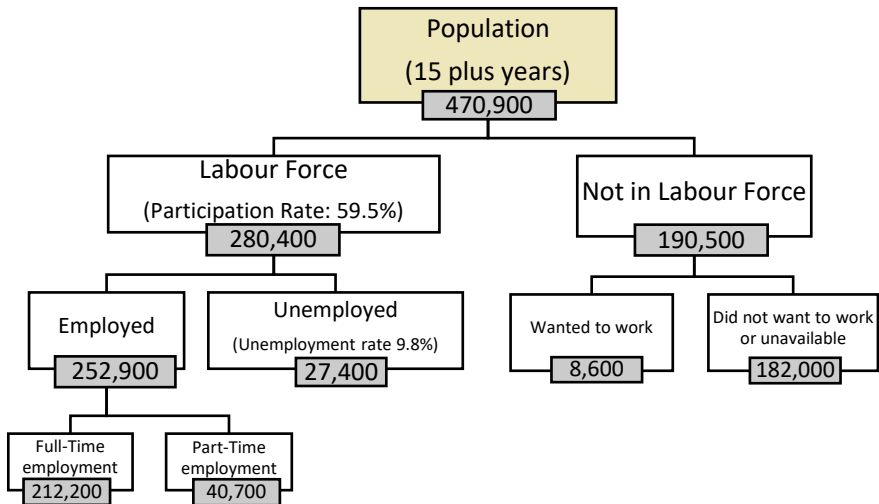 Population
(15 plus years)
470,900
Labour Force
(Participation Rate: 59.5%)
280,400
Not in Labour Force
190,500
Employed
252,900
Unemployed
(Unemployment rate 9.8%)
27,400
Wanted to work
8,600
Did not want to work
or unavailable
182,000
Full-Time
employment
212,200
Part-Time
employment
40,700